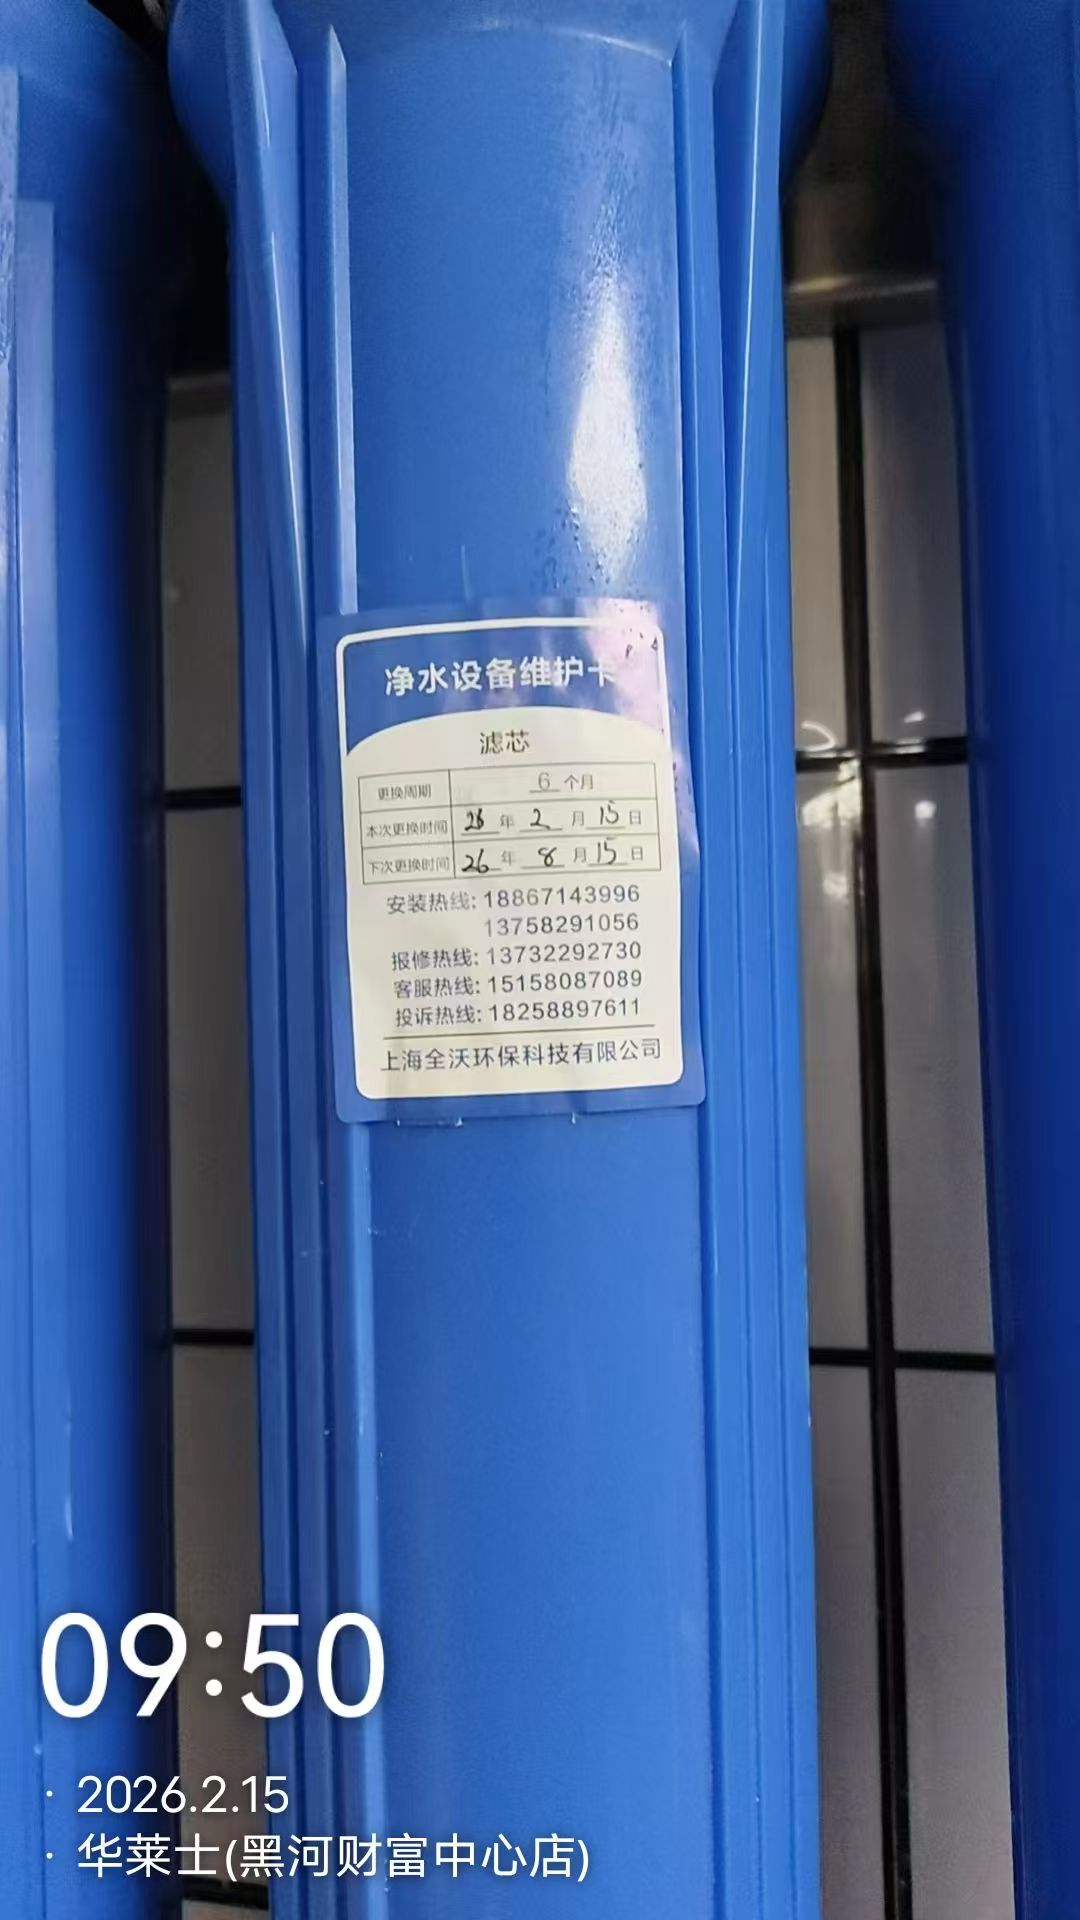 净水设备维护卡
滤芯
更换周期 6 个月
本次更换时间 26 年 2 月 15 日
下次更换时间 26 年 8 月 15 日
安装热线: 18867143996
13758291056
报修热线: 13732292730
客服热线: 15158087089
投诉热线: 18258897611
上海全沃环保科技有限公司
09:50
· 2026.2.15
· 华莱士(黑河财富中心店)